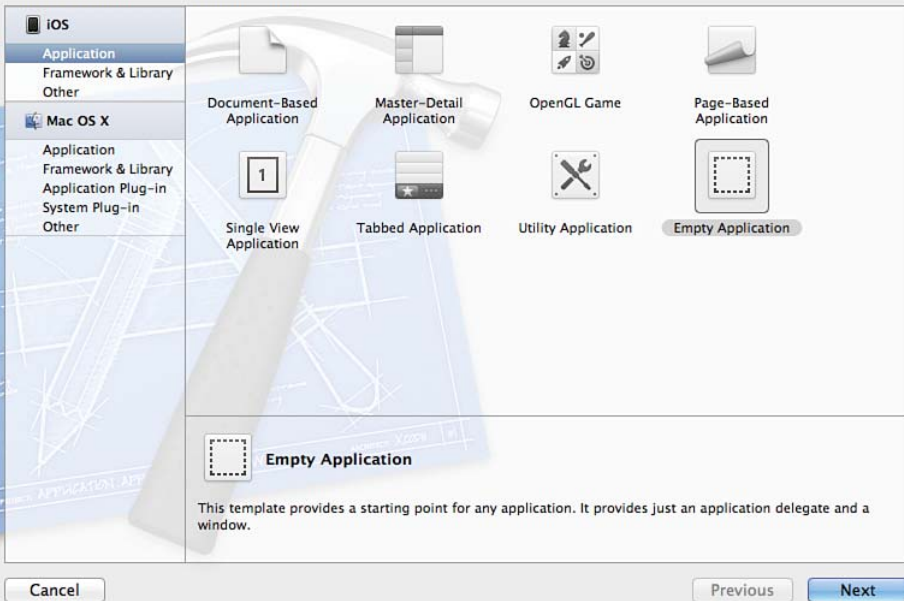 iOS
Application
Framework & Library
Other
Mac OS X
Application
Framework & Library
Application Plug-in
System Plug-in
Other
Document-Based
Application
Master-Detail
Application
OpenGL Game
Page-Based
Application
1
Single View
Application
Tabbed Application
Utility Application
Empty Application
Empty Application
This template provides a starting point for any application. It provides just an application delegate and a
window.
Cancel
Previous
Next